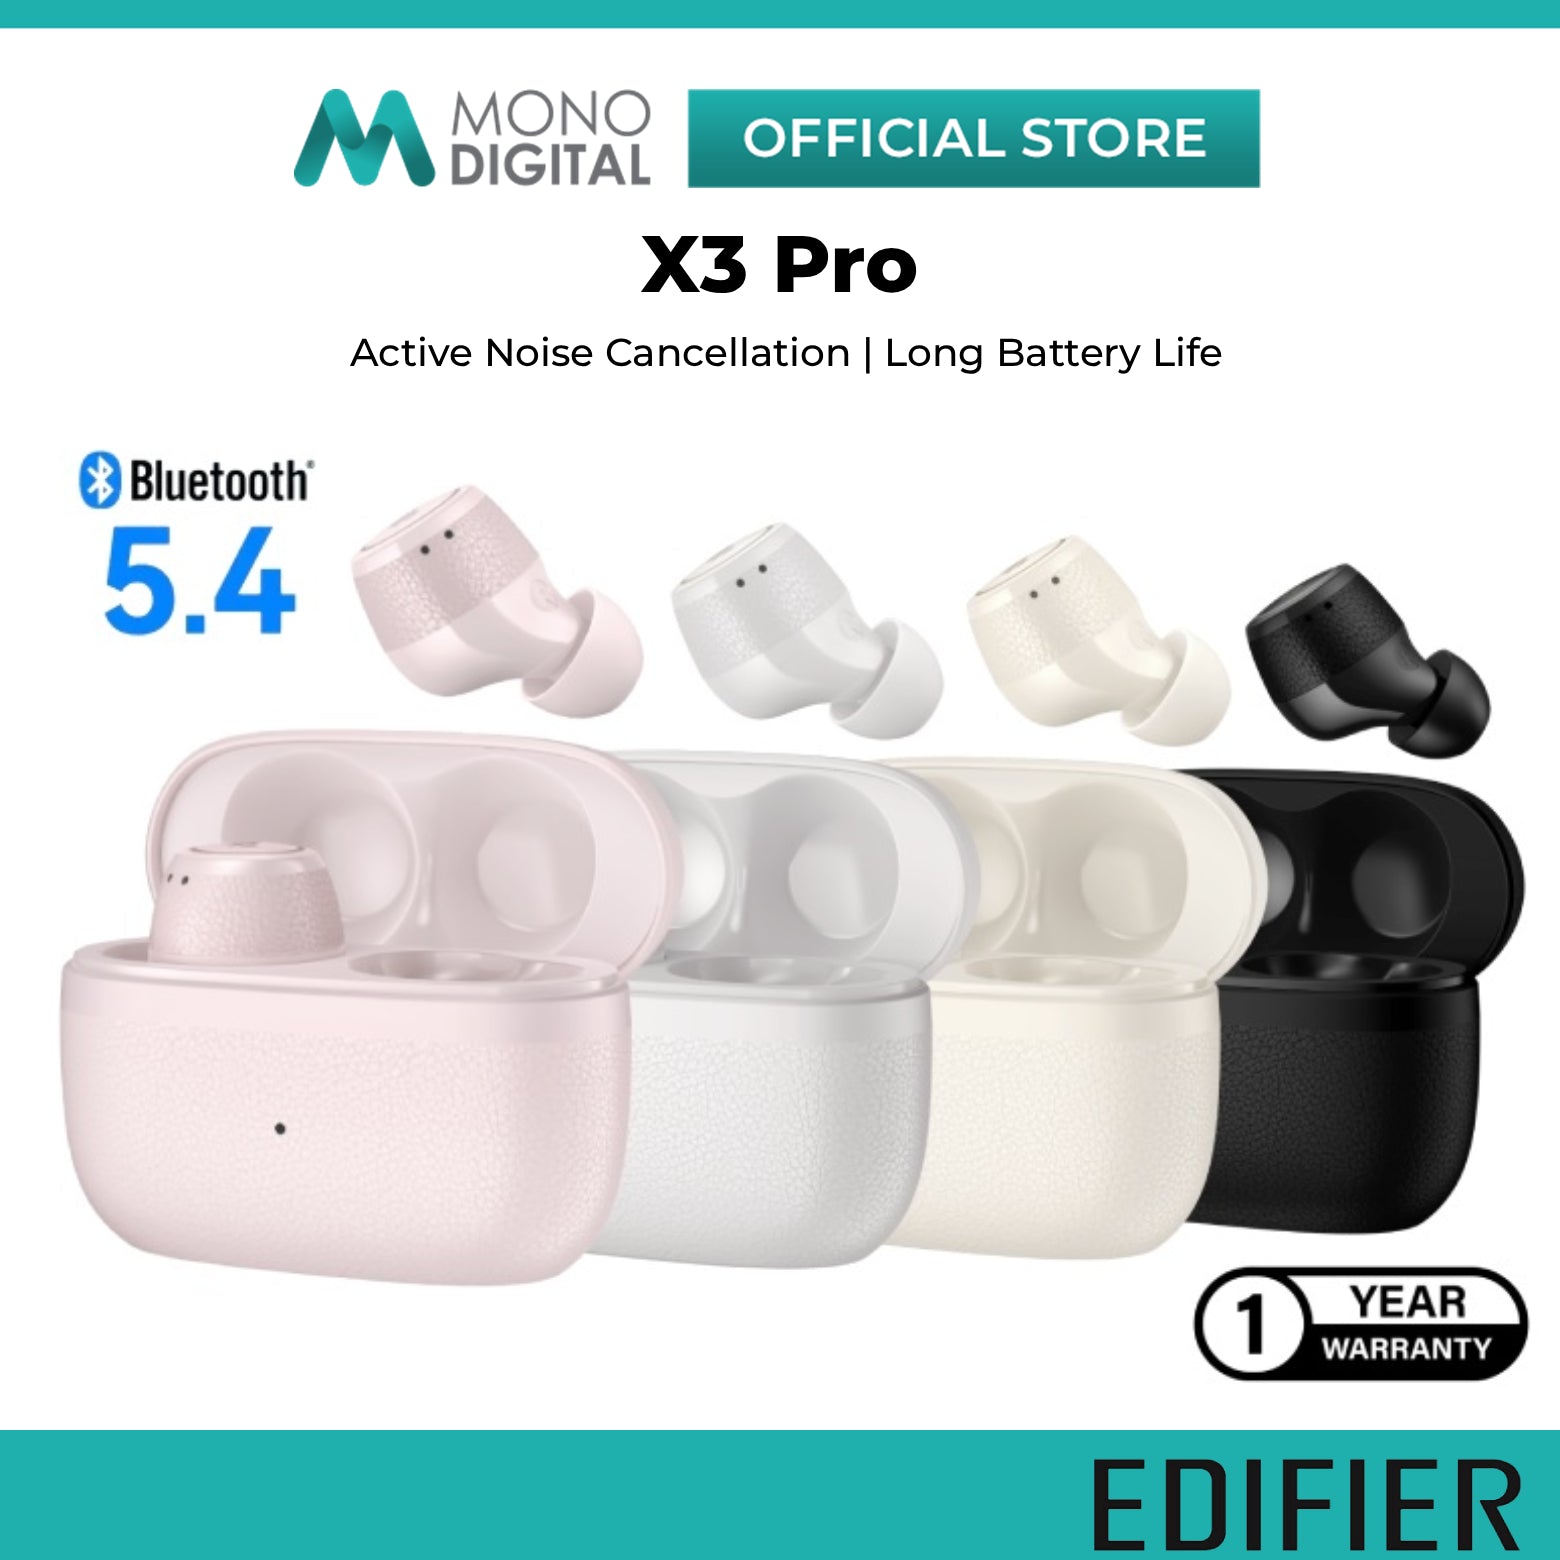 MONO
DIGITAL
OFFICIAL STORE
X3 Pro
Active Noise Cancellation | Long Battery Life
Bluetooth®
5.4
1
YEAR
WARRANTY
EDIFIER